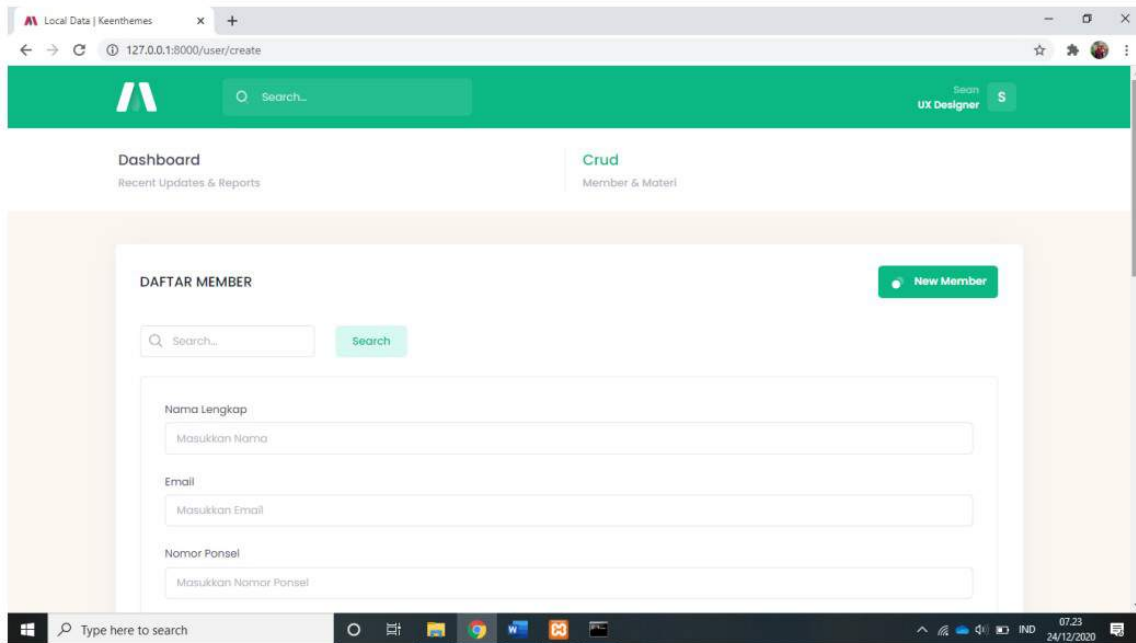 Local Data | Keenthemes
127.0.0.1:8000/user/create
Search...
Sean
UX Designer
S
Dashboard
Recent Updates & Reports
Crud
Member & Materi
DAFTAR MEMBER
New Member
Search...
Search
Nama Lengkap
Masukkan Nama
Email
Masukkan Email
Nomor Ponsel
Masukkan Nomor Ponsel
Type here to search
IND
07.23
24/12/2020